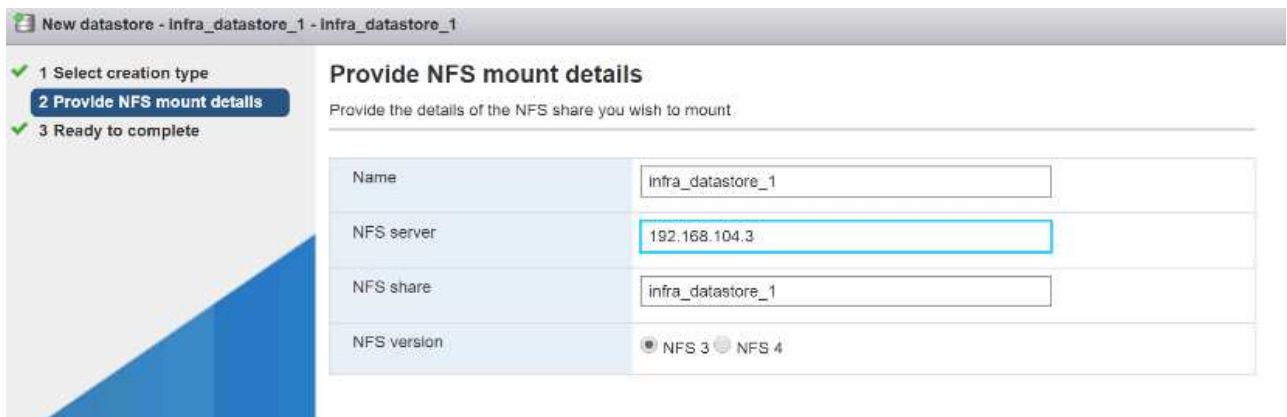 New datastore - infra_datastore_1 - infra_datastore_1
1 Select creation type
2 Provide NFS mount details
3 Ready to complete
Provide NFS mount details
Provide the details of the NFS share you wish to mount
Name infra_datastore_1
NFS server 192.168.104.3
NFS share infra_datastore_1
NFS version NFS 3 NFS 4